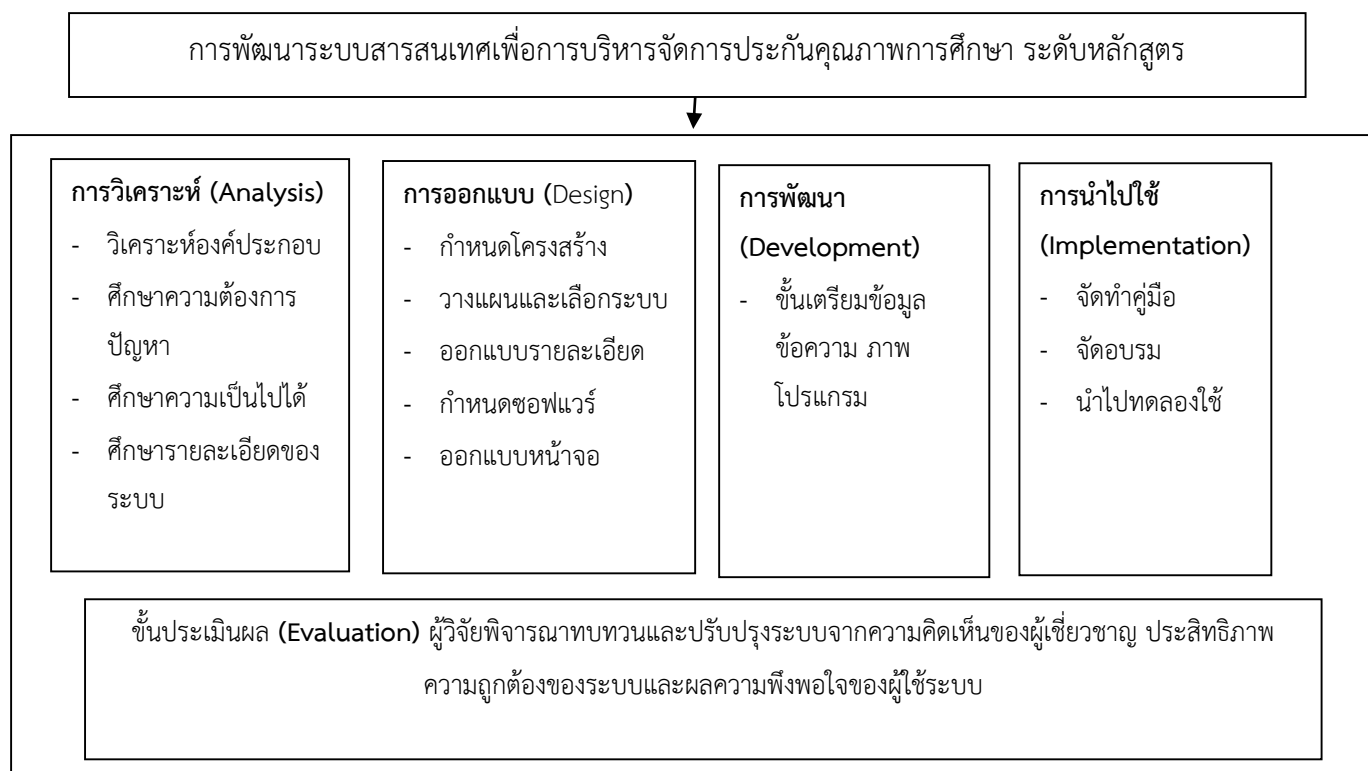 การพัฒนาระบบสารสนเทศเพื่อการบริหารจัดการประกันคุณภาพการศึกษา ระดับหลักสูตร
การวิเคราะห์ (Analysis)
- วิเคราะห์องค์ประกอบ
- ศึกษาความต้องการ
ปัญหา
- ศึกษาความเป็นไปได้
- ศึกษารายละเอียดของ
ระบบ
การออกแบบ (Design)
- กำหนดโครงสร้าง
- วางแผนและเลือกระบบ
- ออกแบบรายละเอียด
- กำหนดซอฟแวร์
- ออกแบบหน้าจอ
การพัฒนา
(Development)
- ขั้นเตรียมข้อมูล
ข้อความ ภาพ
โปรแกรม
การนำไปใช้
(Implementation)
- จัดทำคู่มือ
- จัดอบรม
- นำไปทดลองใช้
ขั้นประเมินผล (Evaluation) ผู้วิจัยพิจารณาทบทวนและปรับปรุงระบบจากความคิดเห็นของผู้เชี่ยวชาญ ประสิทธิภาพ
ความถูกต้องของระบบและผลความพึงพอใจของผู้ใช้ระบบ